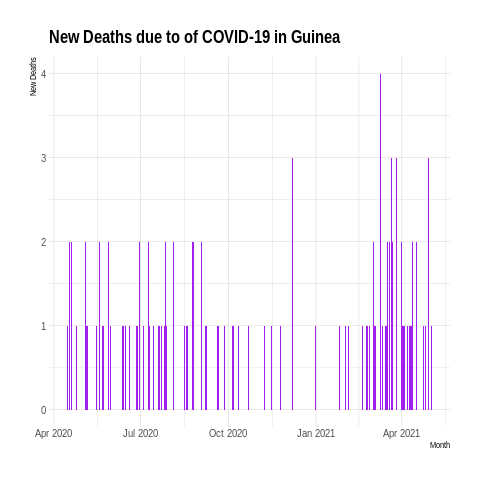 New Deaths due to of COVID-19 in Guinea
New Deaths
4
3
2
1
0
Apr 2020 Jul 2020 Oct 2020 Jan 2021 Apr 2021
Month